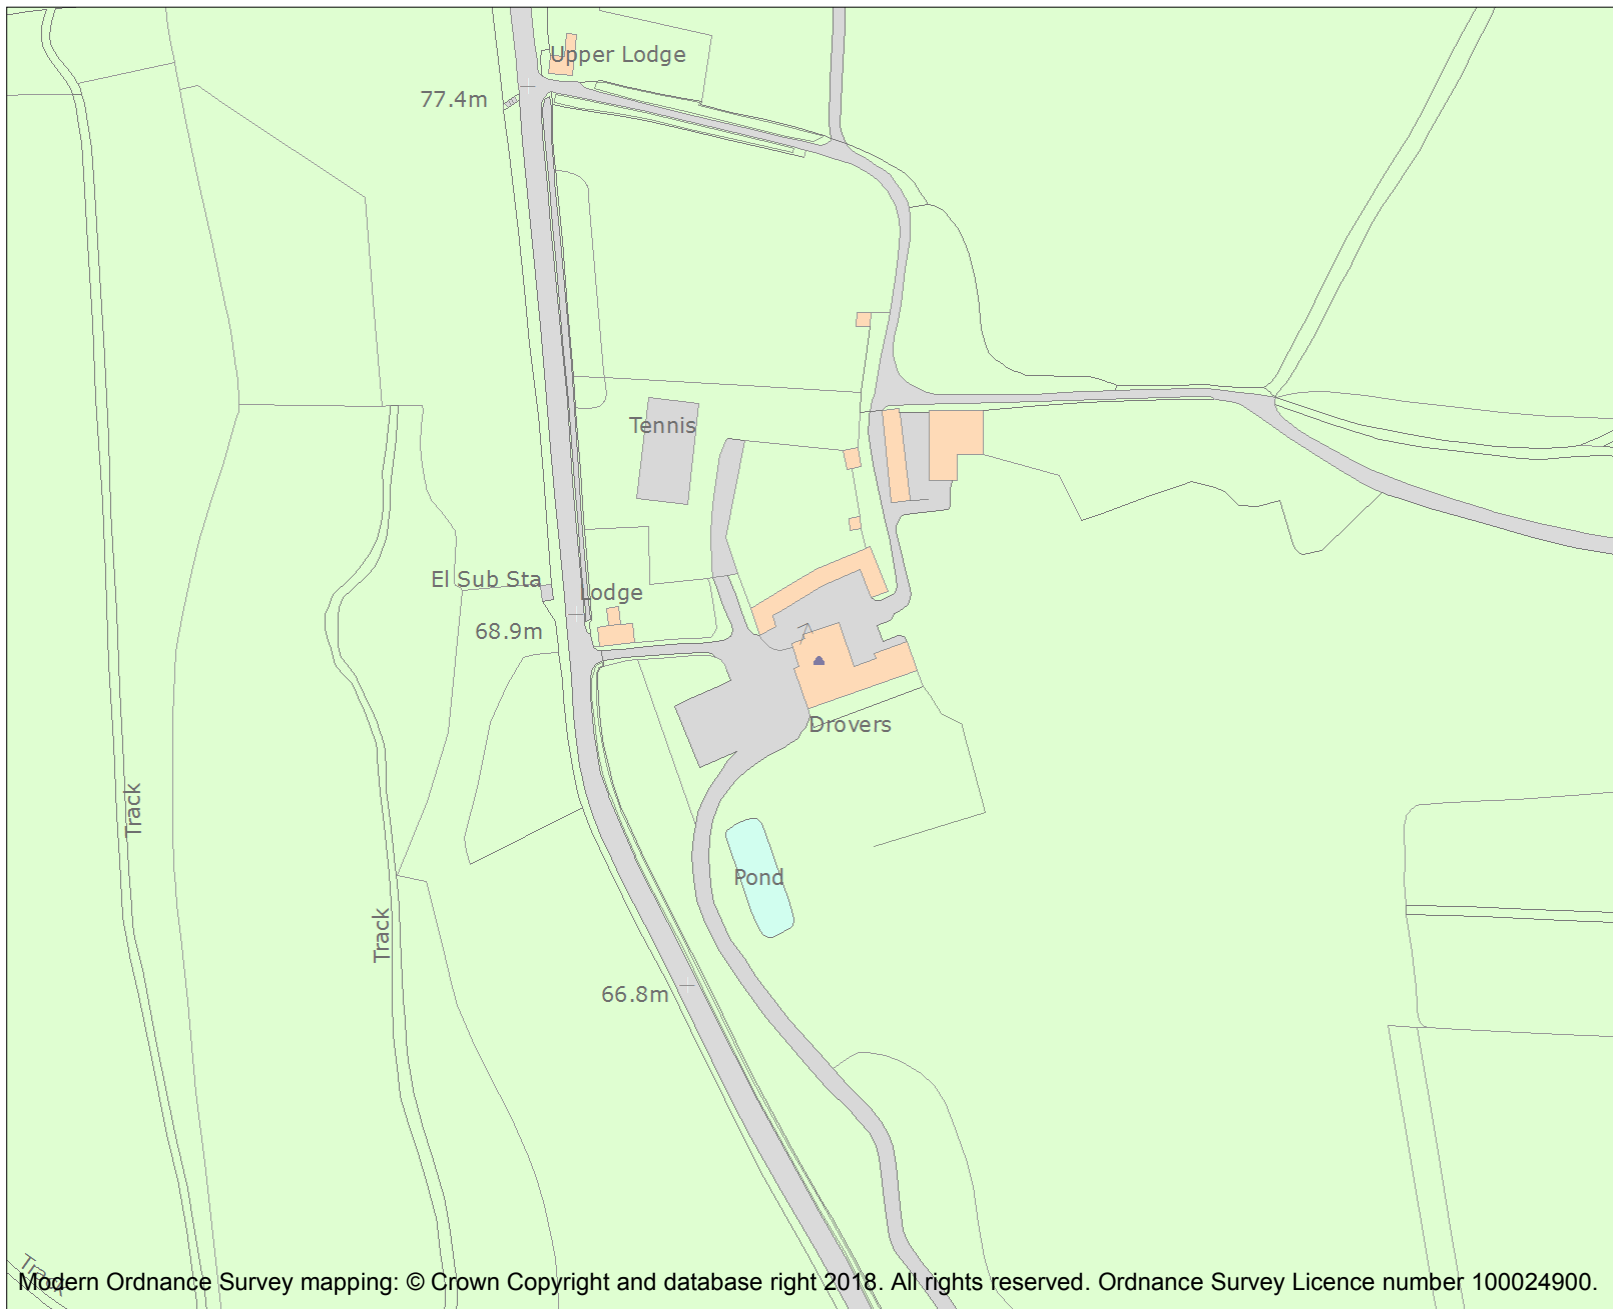 Upper Lodge
77.4m
Tennis
El Sub Sta
Lodge
68.9m
Drovers
Track
Pond
Track
66.8m
Track
Modern Ordnance Survey mapping: © Crown Copyright and database right 2018. All rights reserved. Ordnance Survey Licence number 100024900.